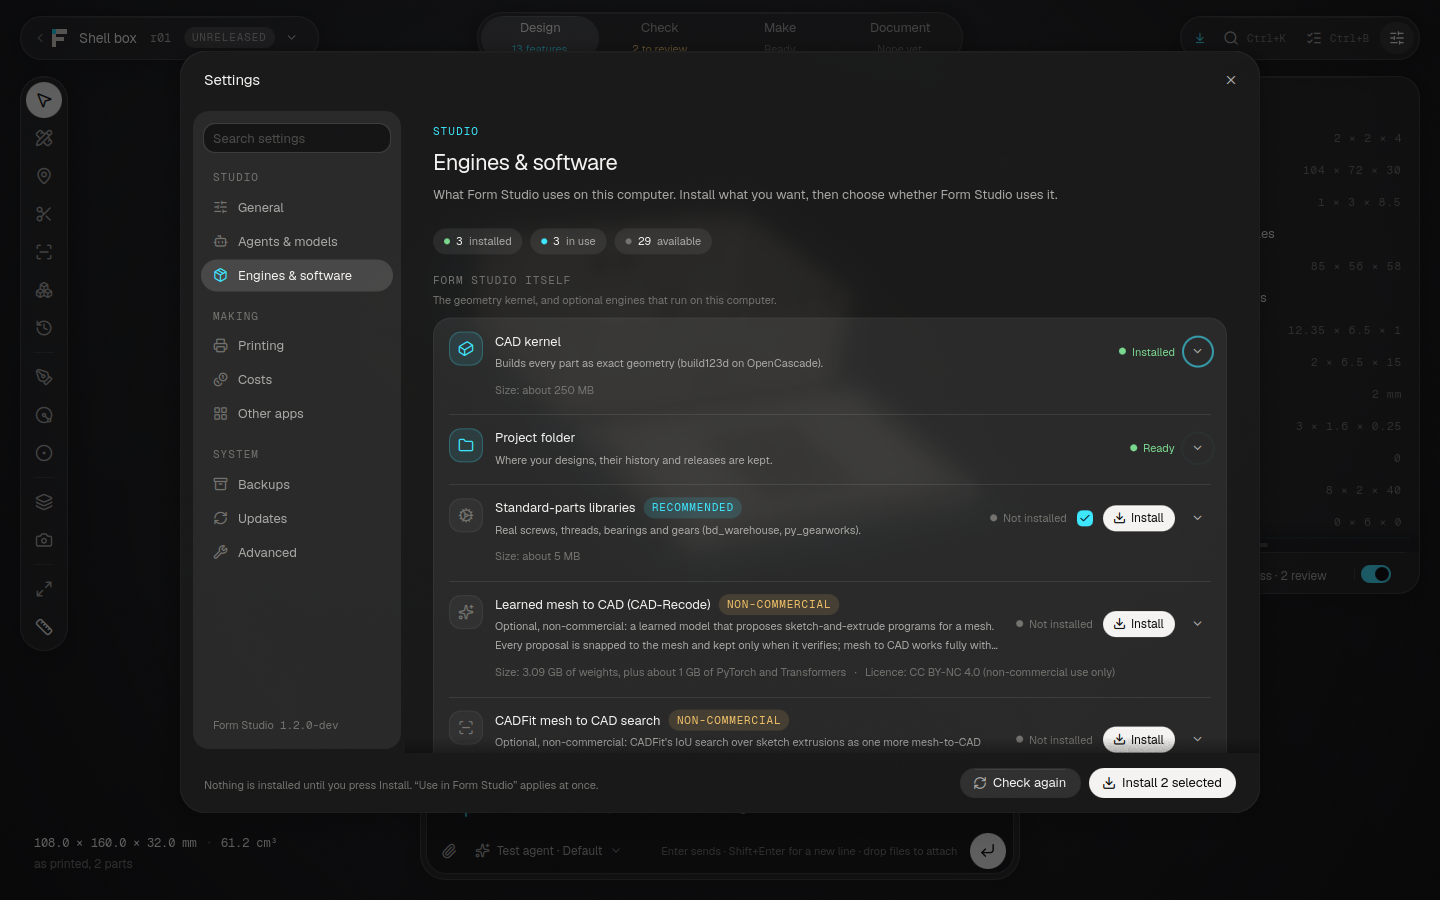 Shell box r01 UNRELEASED
Design Check Make Document
13 features 2 to review Ready None yet
Ctrl+K Ctrl+B
Settings
Search settings
STUDIO
General
Agents & models
Engines & software
MAKING
Printing
Costs
Other apps
SYSTEM
Backups
Updates
Advanced
Form Studio 1.2.0-dev
STUDIO
Engines & software
What Form Studio uses on this computer. Install what you want, then choose whether Form Studio uses it.
3 installed 3 in use 29 available
FORM STUDIO ITSELF
The geometry kernel, and optional engines that run on this computer.
CAD kernel
Builds every part as exact geometry (build123d on OpenCascade).
Size: about 250 MB
Installed
Project folder
Where your designs, their history and releases are kept.
Ready
Standard-parts libraries RECOMMENDED
Real screws, threads, bearings and gears (bd_warehouse, py_gearworks).
Size: about 5 MB
Not installed Install
Learned mesh to CAD (CAD-Recode) NON-COMMERCIAL
Optional, non-commercial: a learned model that proposes sketch-and-extrude programs for a mesh.
Every proposal is snapped to the mesh and kept only when it verifies; mesh to CAD works fully with…
Size: 3.09 GB of weights, plus about 1 GB of PyTorch and Transformers · Licence: CC BY-NC 4.0 (non-commercial use only)
Not installed Install
CADFit mesh to CAD search NON-COMMERCIAL
Optional, non-commercial: CADFit's IoU search over sketch extrusions as one more mesh-to-CAD
Not installed Install
Nothing is installed until you press Install. “Use in Form Studio” applies at once.
Check again Install 2 selected
2 × 2 × 4
104 × 72 × 30
1 × 3 × 8.5
es
85 × 56 × 58
s
12.35 × 6.5 × 1
2 × 6.5 × 15
2 mm
3 × 1.6 × 0.25
0
8 × 2 × 40
0 × 6 × 0
ss · 2 review
108.0 × 160.0 × 32.0 mm · 61.2 cm³
as printed, 2 parts
Test agent · Default
Enter sends · Shift+Enter for a new line · drop files to attach